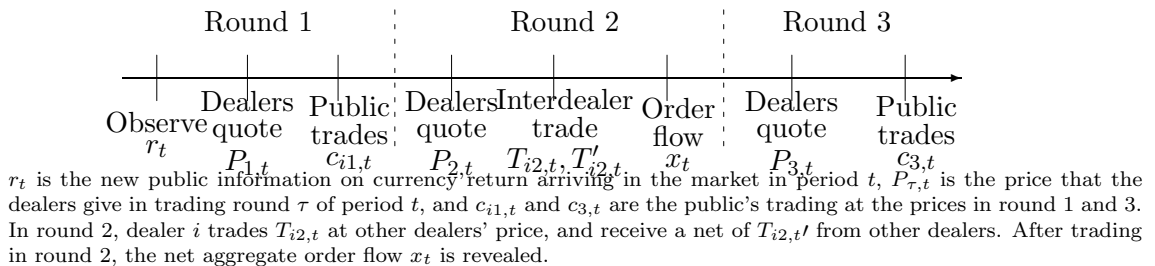 Round 1 Round 2 Round 3
Observe r_t
Dealers quote P_{1,t}
Public trades c_{i1,t}
Dealers quote P_{2,t}
Interdealer trade T_{i2,t}, T'_{i2,t}
Order flow x_t
Dealers quote P_{3,t}
Public trades c_{3,t}
r_t is the new public information on currency return arriving in the market in period t, P_{τ,t} is the price that the
dealers give in trading round τ of period t, and c_{i1,t} and c_{3,t} are the public's trading at the prices in round 1 and 3.
In round 2, dealer i trades T_{i2,t} at other dealers' price, and receive a net of T_{i2,t}′ from other dealers. After trading
in round 2, the net aggregate order flow x_t is revealed.